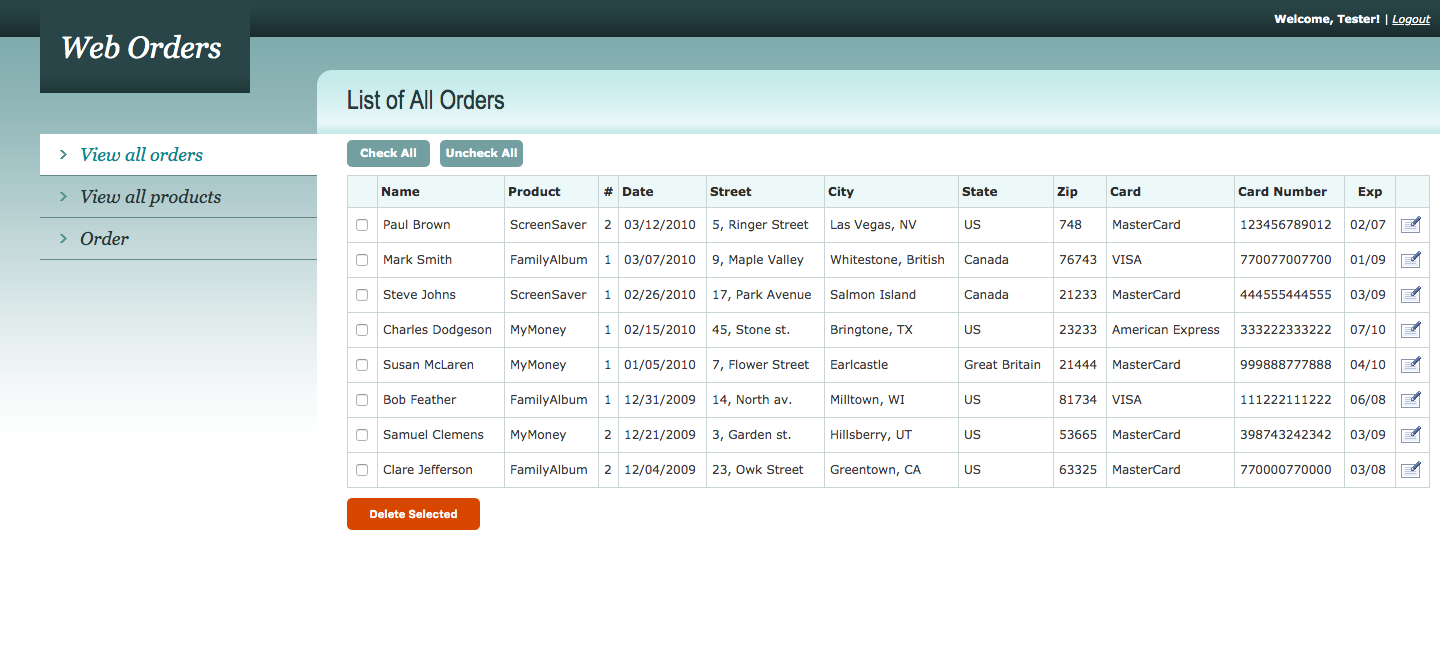 Welcome, Tester! | Logout
Web Orders
List of All Orders
View all orders
View all products
Order
Check All Uncheck All
Name Product # Date Street City State Zip Card Card Number Exp
Paul Brown ScreenSaver 2 03/12/2010 5, Ringer Street Las Vegas, NV US 748 MasterCard 123456789012 02/07
Mark Smith FamilyAlbum 1 03/07/2010 9, Maple Valley Whitestone, British Canada 76743 VISA 770077007700 01/09
Steve Johns ScreenSaver 1 02/26/2010 17, Park Avenue Salmon Island Canada 21233 MasterCard 444555444555 03/09
Charles Dodgeson MyMoney 1 02/15/2010 45, Stone st. Bringtone, TX US 23233 American Express 333222333222 07/10
Susan McLaren MyMoney 1 01/05/2010 7, Flower Street Earlcastle Great Britain 21444 MasterCard 999888777888 04/10
Bob Feather FamilyAlbum 1 12/31/2009 14, North av. Milltown, WI US 81734 VISA 111222111222 06/08
Samuel Clemens MyMoney 2 12/21/2009 3, Garden st. Hillsberry, UT US 53665 MasterCard 398743242342 03/09
Clare Jefferson FamilyAlbum 2 12/04/2009 23, Owk Street Greentown, CA US 63325 MasterCard 770000770000 03/08
Delete Selected